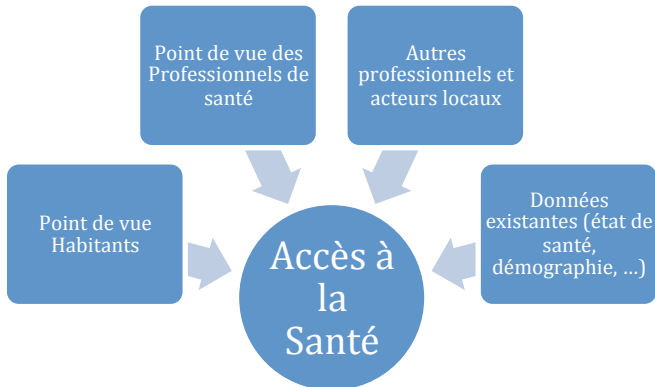 Point de vue des
Professionnels de
santé
Autres
professionnels et
acteurs locaux
Point de vue
Habitants
Données
existantes (état de
santé,
démographie, ...)
Accès à
la
Santé